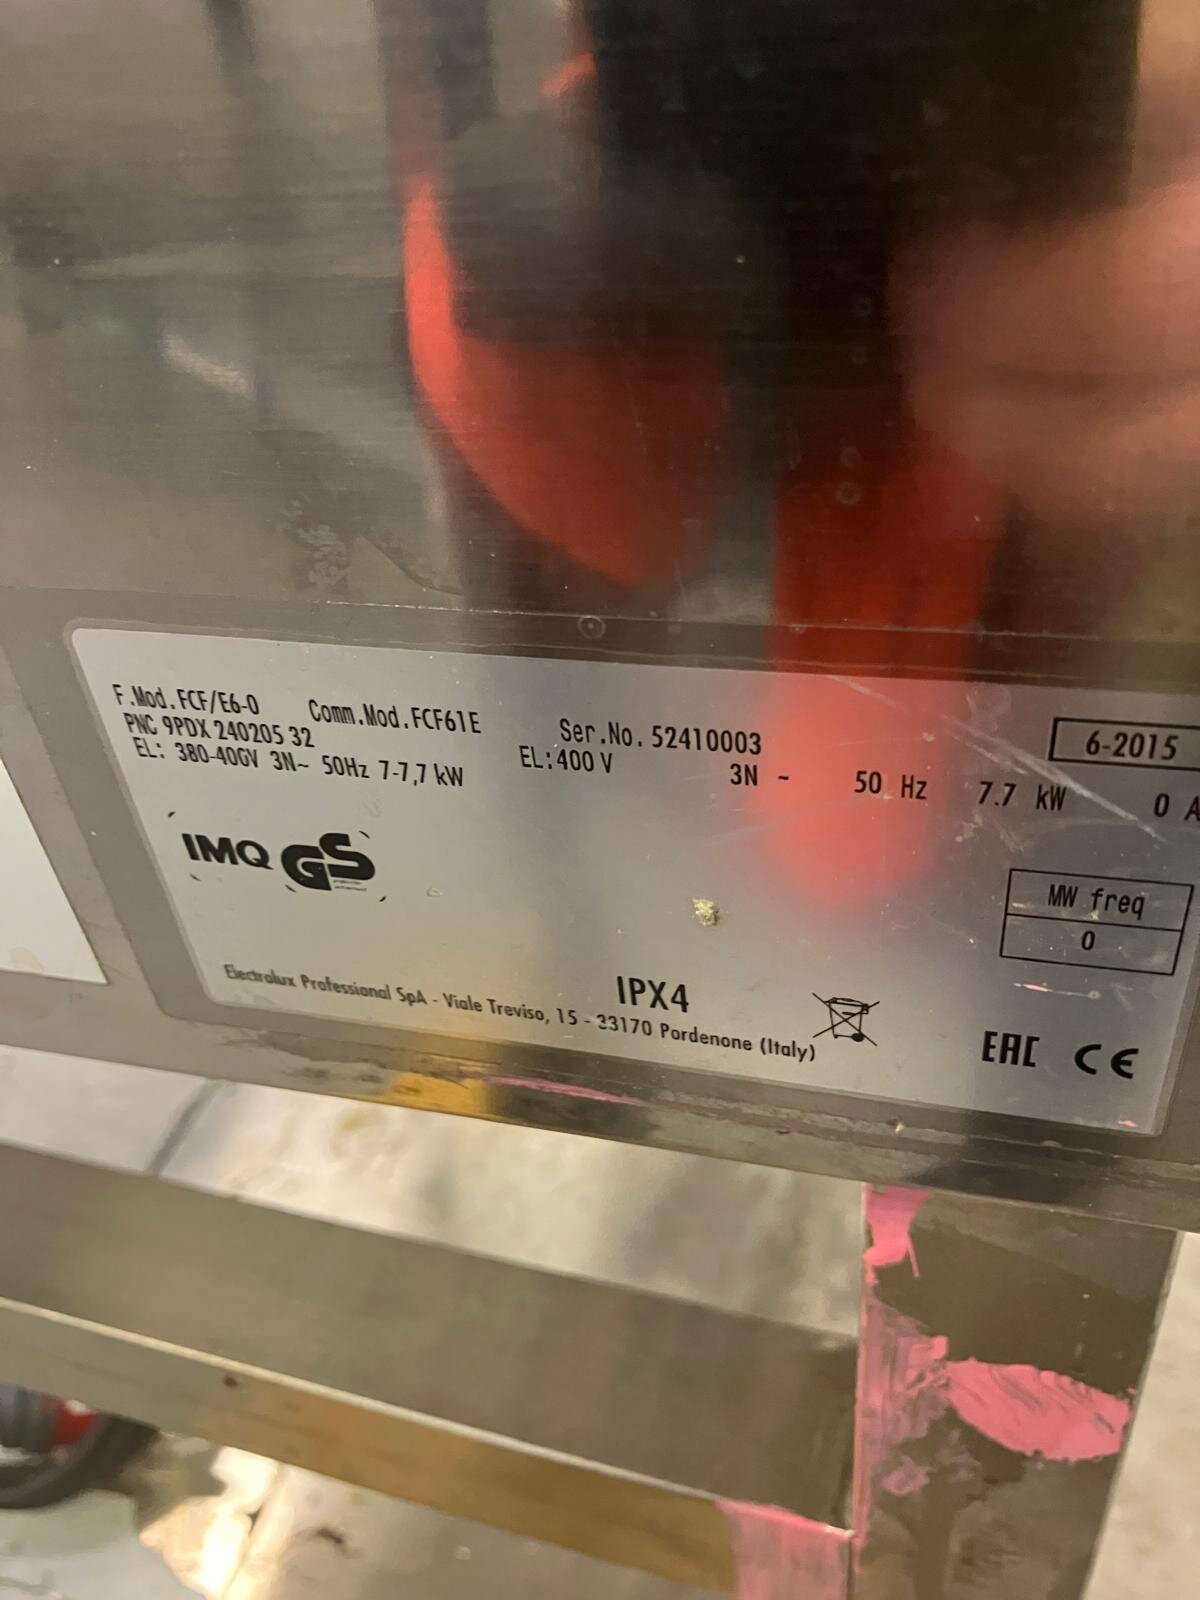 F.Mod.FCF/E6-0 Comm.Mod.FCF61E Ser.No. 52410003 6-2015
PNC 9PDX 240205 32
EL: 380-400V 3N~ 50Hz 7-7,7 kW EL:400 V 3N ~ 50 Hz 7.7 kW 0 A
IMQ GS
MW freq
0
IPX4
Electrolux Professional SpA - Viale Treviso, 15 - 33170 Pordenone (Italy)
EAC CE